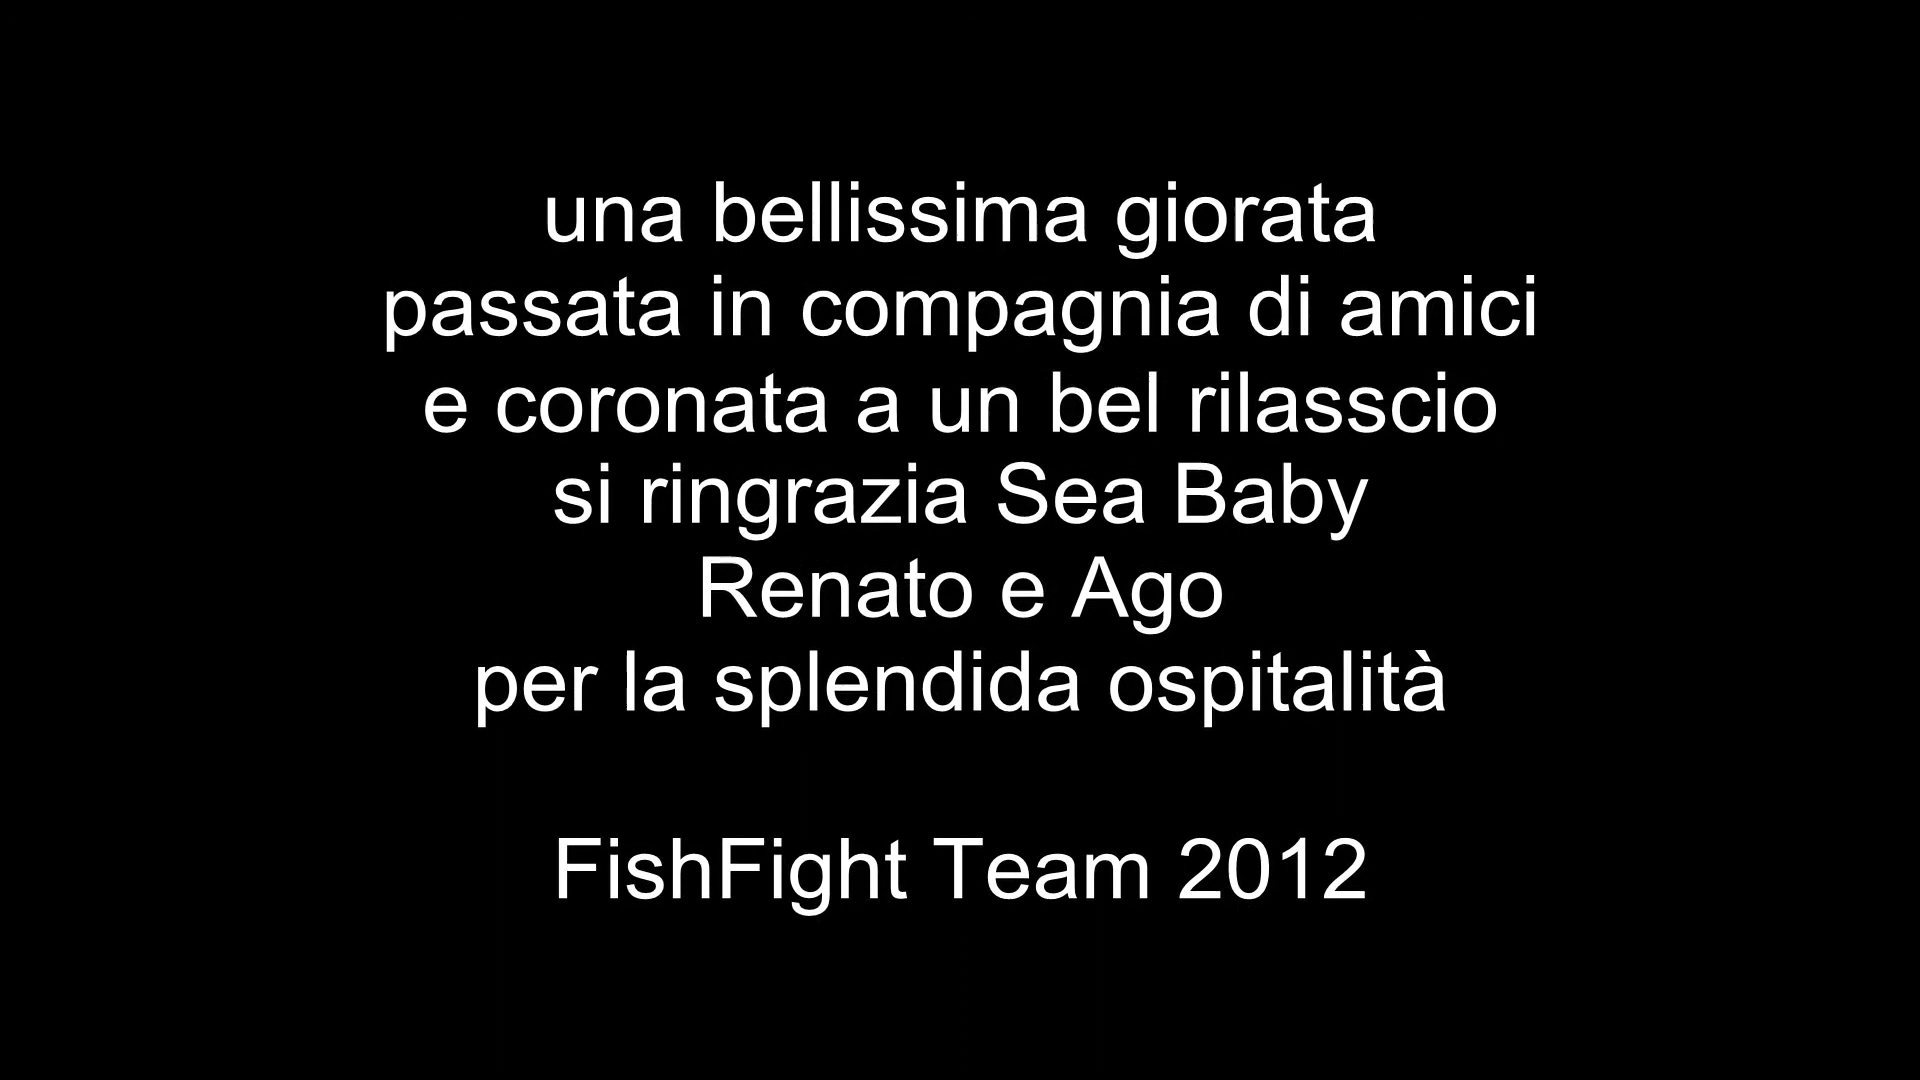 una bellissima giorata
passata in compagnia di amici
e coronata a un bel rilasscio
si ringrazia Sea Baby
Renato e Ago
per la splendida ospitalità
FishFight Team 2012